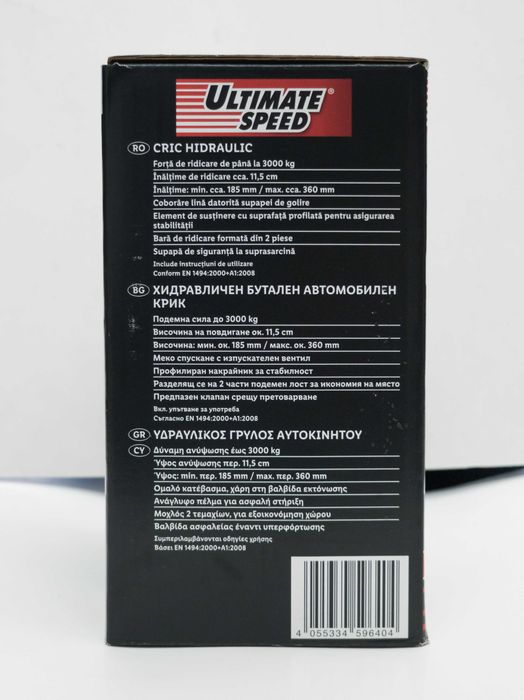 ULTIMATE
SPEED®
RO CRIC HIDRAULIC
Forță de ridicare de până la 3000 kg
Înălțime de ridicare cca. 11,5 cm
Înălțime: min. cca. 185 mm / max. cca. 360 mm
Coborâre lină datorită supapei de golire
Element de susținere cu suprafață profilată pentru asigurarea
stabilității
Bară de ridicare formată din 2 piese
Supapă de siguranță la suprasarcină
Include instrucțiuni de utilizare
Conform EN 1494:2000+A1:2008
BG ХИДРАВЛИЧЕН БУТАЛЕН АВТОМОБИЛЕН
КРИК
Подемна сила до 3000 kg
Височина на повдигане ок. 11,5 cm
Височина: мин. ок. 185 mm / макс. ок. 360 mm
Меко спускане с изпускателен вентил
Профилиран накрайник за стабилност
Разделящ се на 2 части подемен лост за икономия на място
Предпазен клапан срещу претоварване
Вкл. упътване за употреба
Съгласно EN 1494:2000+A1:2008
GR ΥΔΡΑΥΛΙΚΟΣ ΓΡΥΛΟΣ ΑΥΤΟΚΙΝΗΤΟΥ
CY Δύναμη ανύψωσης έως 3000 kg
Ύψος ανύψωσης περ. 11,5 cm
Ύψος: min. περ. 185 mm / max. περ. 360 mm
Ομαλό κατέβασμα, χάρη στη βαλβίδα εκτόνωσης
Ανάγλυφο πέλμα για ασφαλή στήριξη
Μοχλός 2 τεμαχίων, για εξοικονόμηση χώρου
Βαλβίδα ασφαλείας έναντι υπερφόρτωσης
Συμπεριλαμβάνονται οδηγίες χρήσης
Βάσει EN 1494:2000+A1:2008
4 055334 596404